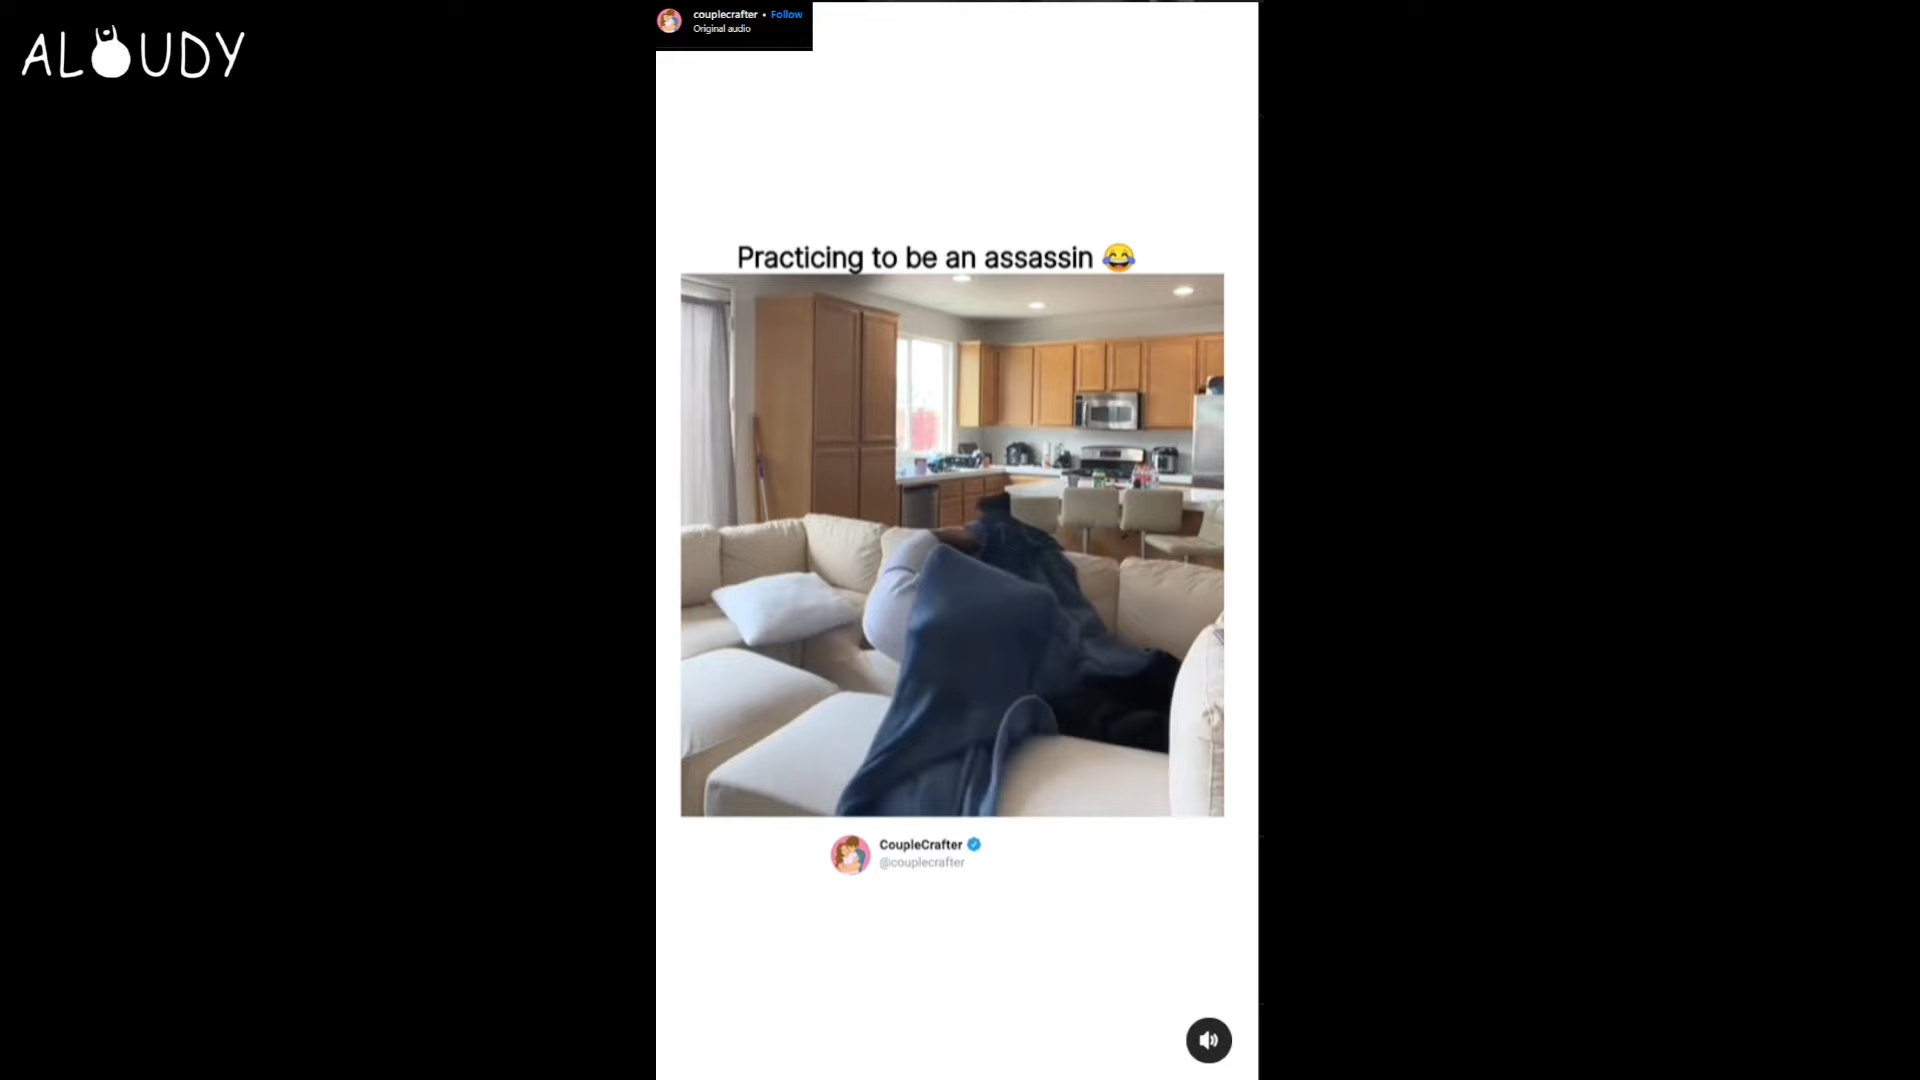 ALOUDY
couplecrafter • Follow
Original audio
Practicing to be an assassin 😂
CoupleCrafter
@couplecrafter